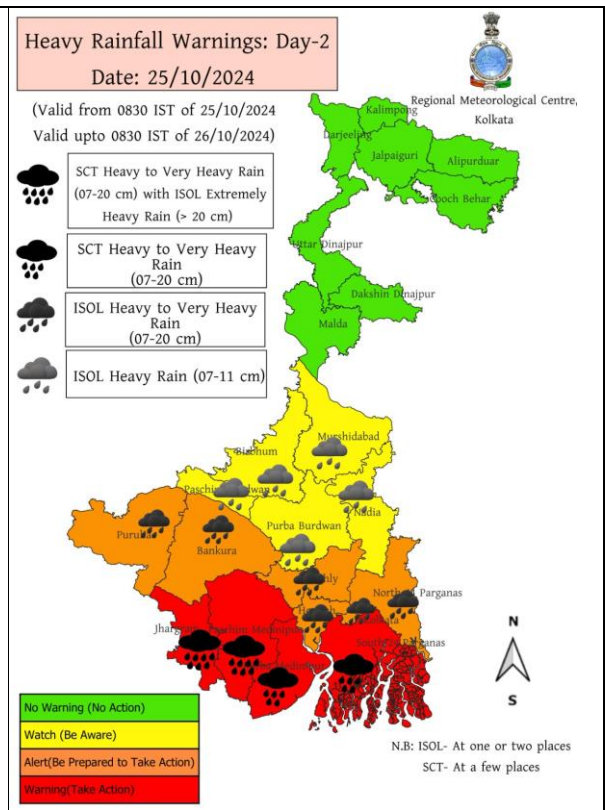 Heavy Rainfall Warnings: Day-2
Date: 25/10/2024
(Valid from 0830 IST of 25/10/2024
Valid upto 0830 IST of 26/10/2024)
Regional Meteorological Centre,
Kolkata
SCT Heavy to Very Heavy Rain
(07-20 cm) with ISOL Extremely
Heavy Rain (> 20 cm)
SCT Heavy to Very Heavy
Rain
(07-20 cm)
ISOL Heavy to Very Heavy
Rain
(07-20 cm)
ISOL Heavy Rain (07-11 cm)
Kalimpong
Darjeeling
Jalpaiguri
Alipurduar
Cooch Behar
Uttar Dinajpur
Dakshin Dinajpur
Malda
Murshidabad
Birbhum
Nadia
Purba Burdwan
Bankura
Parganas
Parganas
N
S
No Warning (No Action)
Watch (Be Aware)
Alert(Be Prepared to Take Action)
Warning(Take Action)
N.B: ISOL- At one or two places
SCT- At a few places